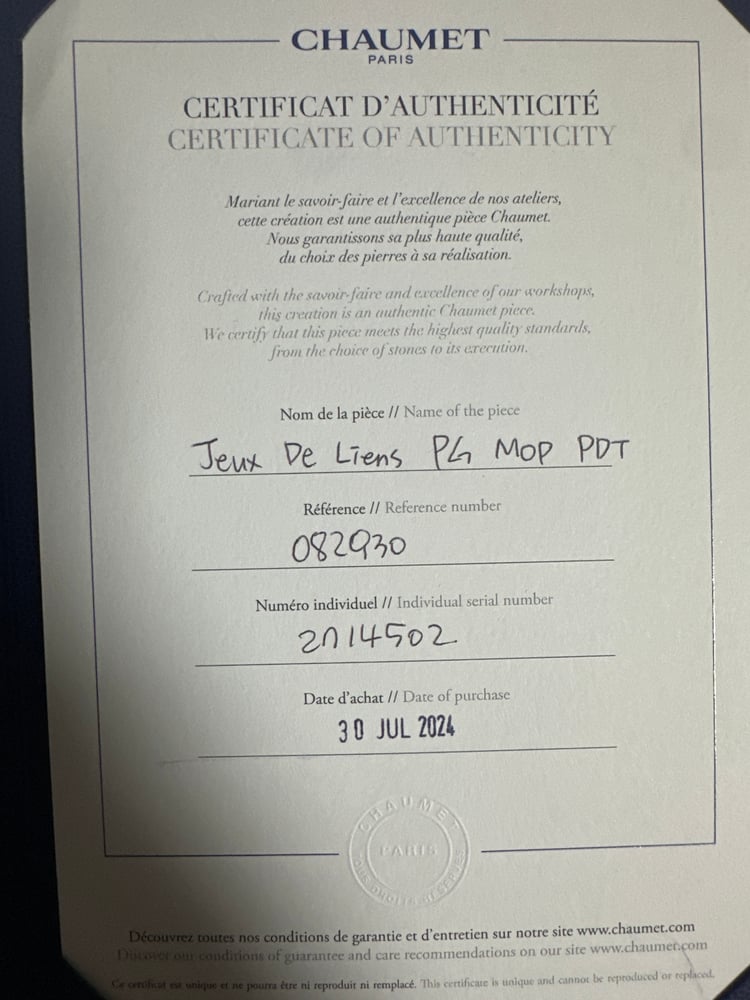 CHAUMET
PARIS
CERTIFICAT D'AUTHENTICITÉ
CERTIFICATE OF AUTHENTICITY
Mariant le savoir-faire et l'excellence de nos ateliers,
cette création est une authentique pièce Chaumet.
Nous garantissons sa plus haute qualité,
du choix des pierres à sa réalisation.
Crafted with the savoir-faire and excellence of our workshops,
this creation is an authentic Chaumet piece.
We certify that this piece meets the highest quality standards,
from the choice of stones to its execution.
Nom de la pièce // Name of the piece
Jeux De Liens PG MOP PDT
Référence // Reference number
082930
Numéro individuel // Individual serial number
2n14502
Date d'achat // Date of purchase
30 JUL 2024
CHAUMET
PARIS
TOUS DROITS RÉSERVÉS
Découvrez toutes nos conditions de garantie et d'entretien sur notre site www.chaumet.com
Discover our conditions of guarantee and care recommendations on our site www.chaumet.com
Ce certificat est unique et ne pourra être ni reproduit ni remplacé. This certificate is unique and cannot be reproduced or replaced.